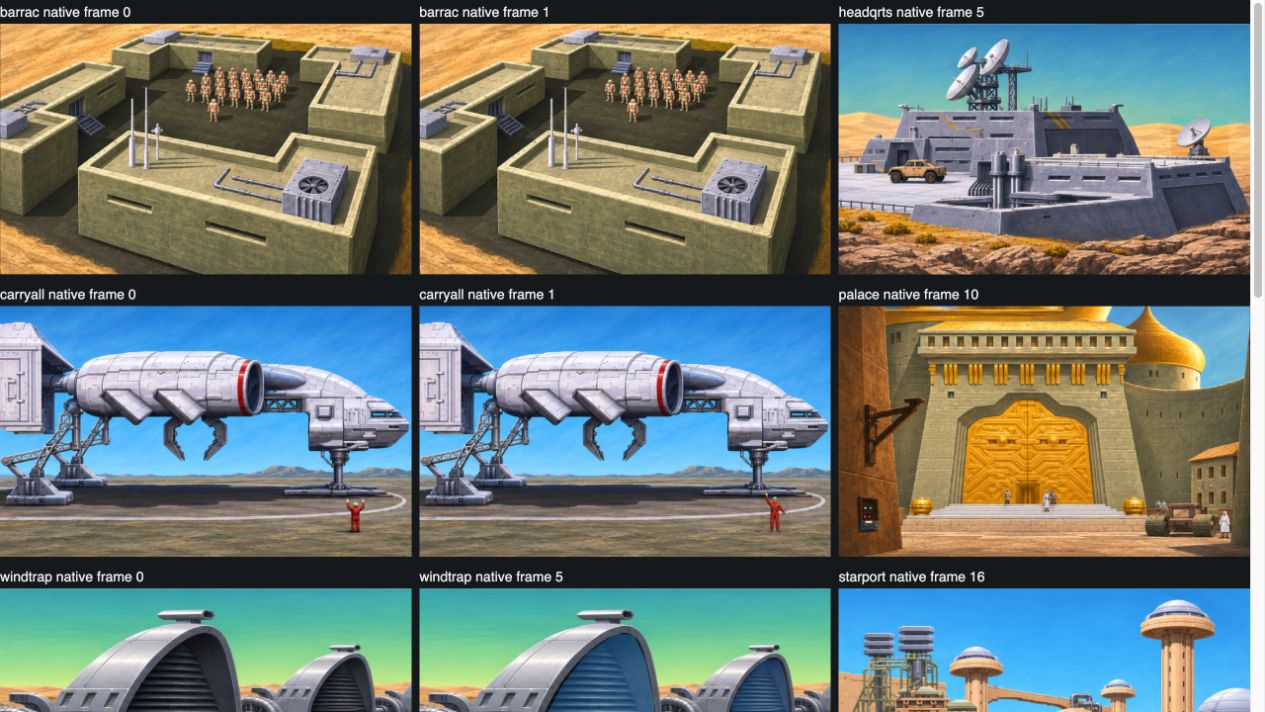 barrac native frame 0
barrac native frame 1
headqrts native frame 5
carryall native frame 0
carryall native frame 1
palace native frame 10
windtrap native frame 0
windtrap native frame 5
starport native frame 16